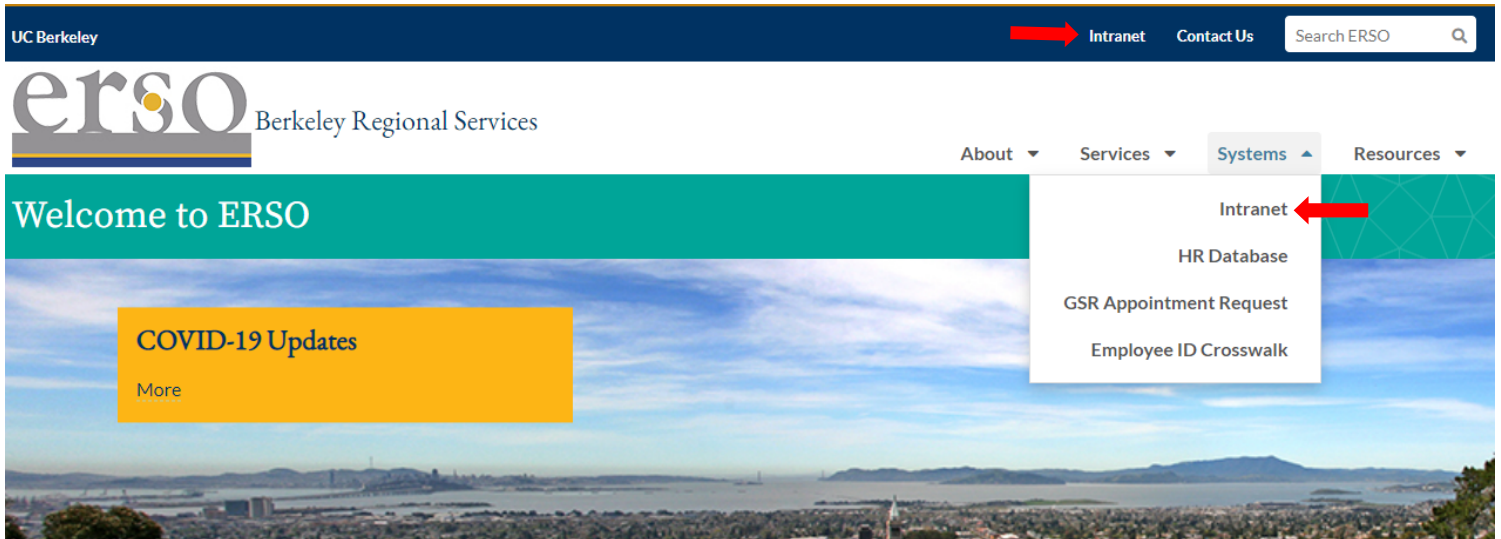 UC Berkeley
Intranet
Contact Us
Search ERSO
erso
Berkeley Regional Services
About
Services
Systems
Resources
Welcome to ERSO
Intranet
HR Database
GSR Appointment Request
Employee ID Crosswalk
COVID-19 Updates
More